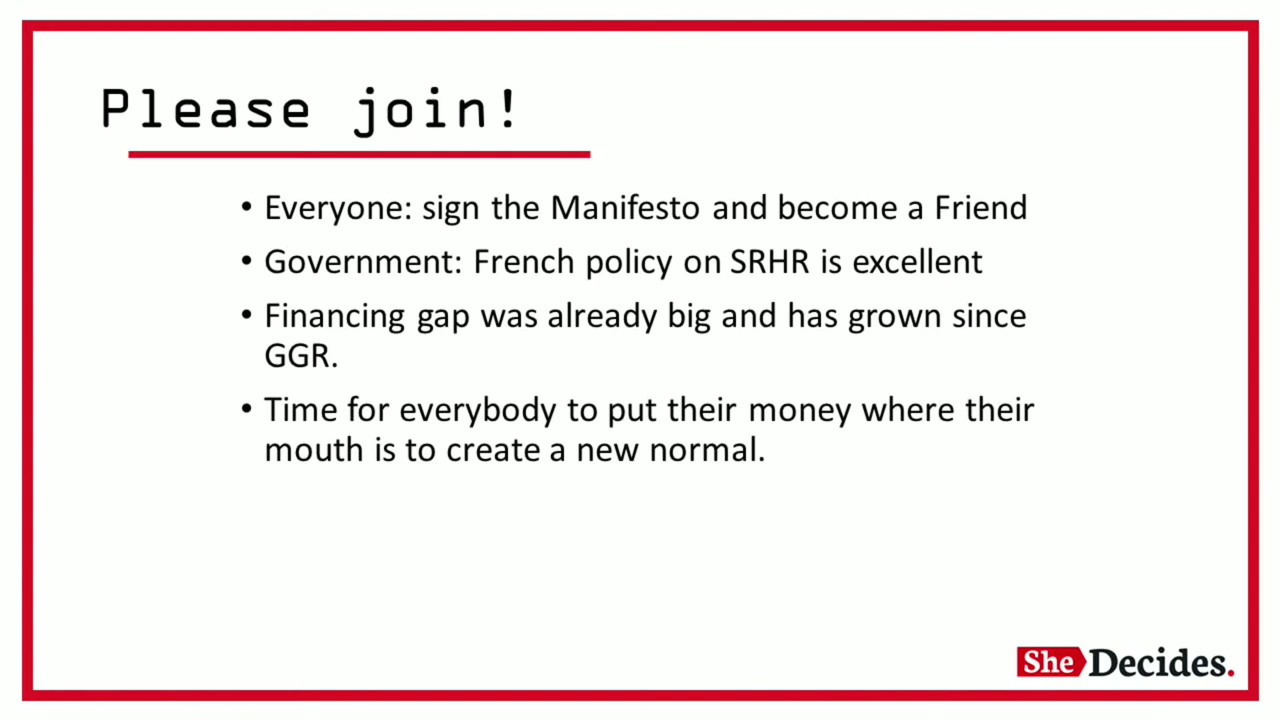 Please join!
• Everyone: sign the Manifesto and become a Friend
• Government: French policy on SRHR is excellent
• Financing gap was already big and has grown since
GGR.
• Time for everybody to put their money where their
mouth is to create a new normal.
She Decides.